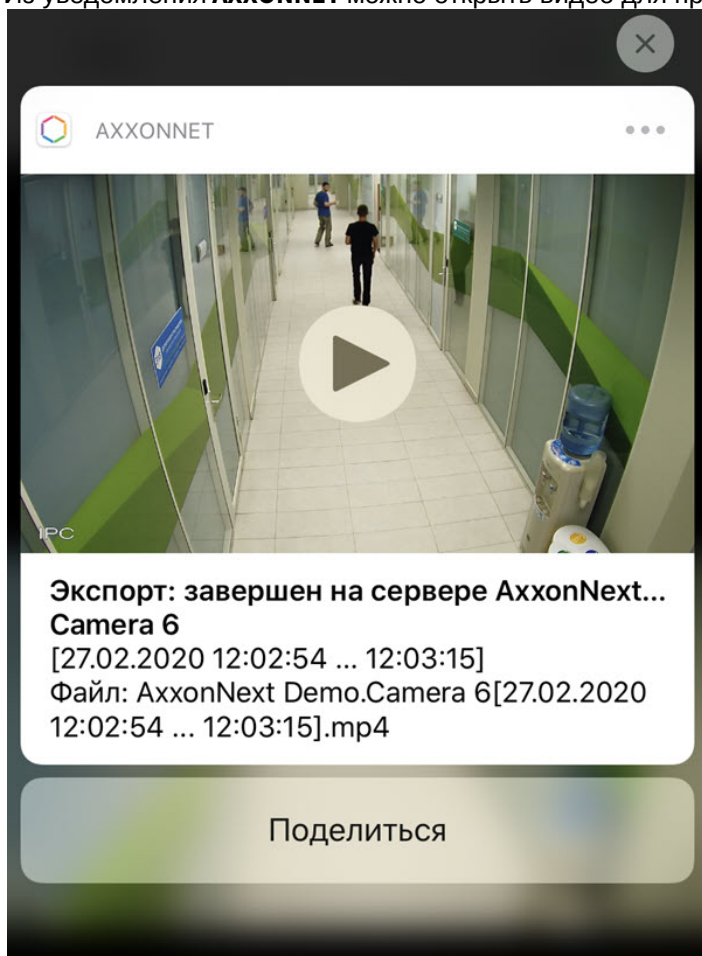 Из уведомления AXXONNET можно открыть видео для пр
AXXONNET
IPC
Экспорт: завершен на сервере AxxonNext...
Camera 6
[27.02.2020 12:02:54 ... 12:03:15]
Файл: AxxonNext Demo.Camera 6[27.02.2020
12:02:54 ... 12:03:15].mp4
Поделиться